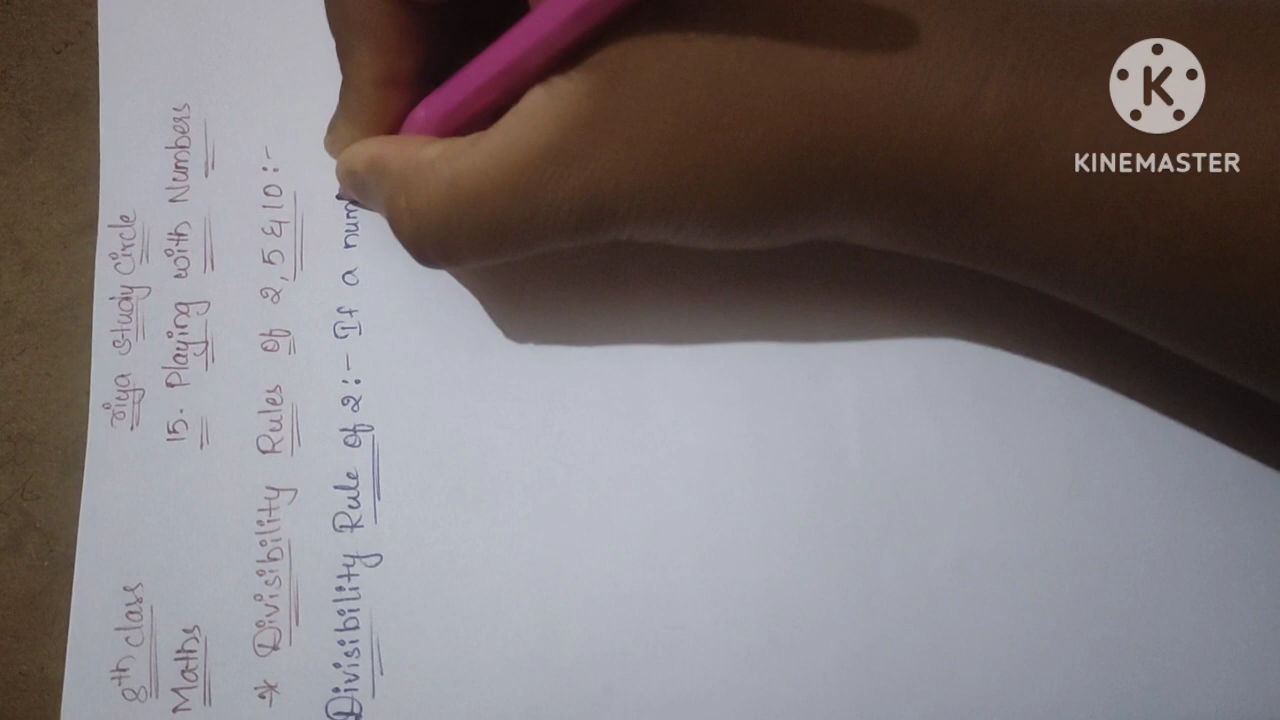 8th class riya study Circle
Maths 15. Playing with Numbers
* Divisibility Rules Of 2, 5 & 10:-
Divisibility Rule of 2:- If a num
K
KINEMASTER